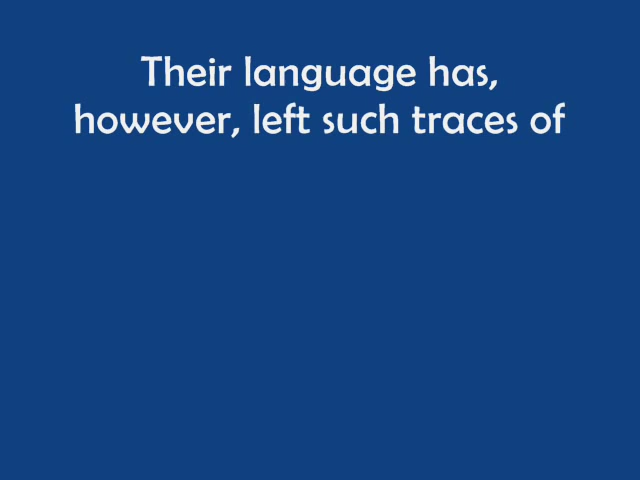 Their language has,
however, left such traces of